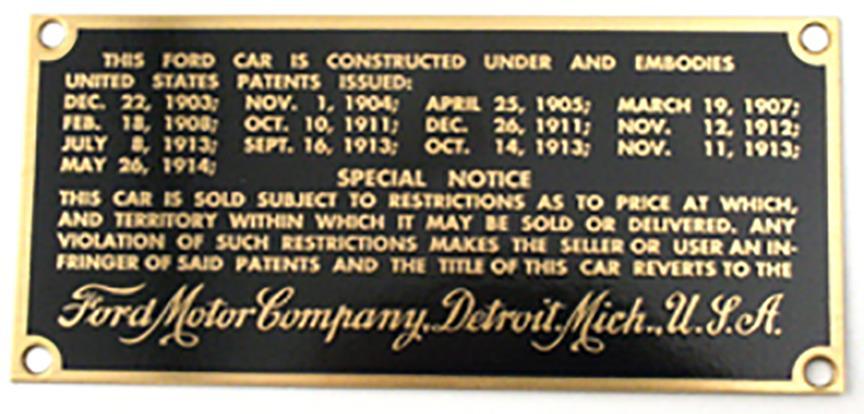 THIS FORD CAR IS CONSTRUCTED UNDER AND EMBODIES
UNITED STATES PATENTS ISSUED:
DEC. 22, 1903; NOV. 1, 1904; APRIL 25, 1905; MARCH 19, 1907;
FEB. 18, 1908; OCT. 10, 1911; DEC. 26, 1911; NOV. 12, 1912;
JULY 8, 1913; SEPT. 16, 1913; OCT. 14, 1913; NOV. 11, 1913;
MAY 26, 1914;
SPECIAL NOTICE
THIS CAR IS SOLD SUBJECT TO RESTRICTIONS AS TO PRICE AT WHICH,
AND TERRITORY WITHIN WHICH IT MAY BE SOLD OR DELIVERED. ANY
VIOLATION OF SUCH RESTRICTIONS MAKES THE SELLER OR USER AN IN-
FRINGER OF SAID PATENTS AND THE TITLE OF THIS CAR REVERTS TO THE
Ford Motor Company, Detroit, Mich., U.S.A.